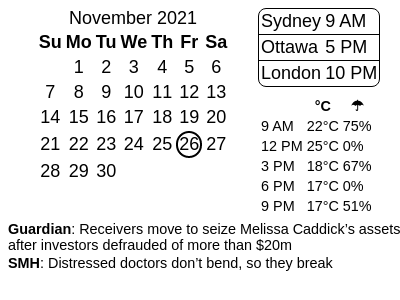 November 2021
Su Mo Tu We Th Fr Sa
1 2 3 4 5 6
7 8 9 10 11 12 13
14 15 16 17 18 19 20
21 22 23 24 25 26 27
28 29 30
Sydney 9 AM
Ottawa 5 PM
London 10 PM
°C ☂
9 AM 22°C 75%
12 PM 25°C 0%
3 PM 18°C 67%
6 PM 17°C 0%
9 PM 17°C 51%
Guardian: Receivers move to seize Melissa Caddick's assets
after investors defrauded of more than $20m
SMH: Distressed doctors don't bend, so they break